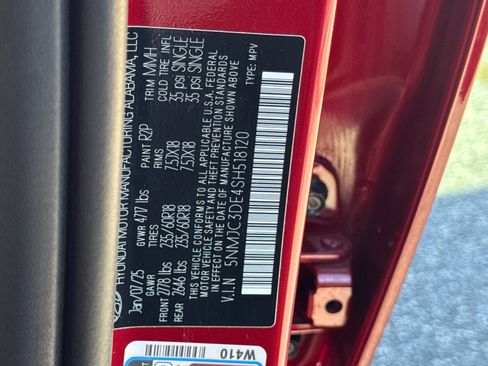 HYUNDAI MOTOR MANUFACTURING ALABAMA, LLC
Jan/07/25 GVWR 4717 lbs PAINT R2P TRIM MMH
GAWR TIRES COLD TIRE INFL
FRONT 2778 lbs 235/60R18 7.5JX18 35 psi SINGLE
REAR 2646 lbs 235/60R18 7.5JX18 35 psi SINGLE
THIS VEHICLE CONFORMS TO ALL APPLICABLE U.S.A. FEDERAL
MOTOR VEHICLE SAFETY AND THEFT PREVENTION STANDARDS
IN EFFECT ON THE DATE OF MANUFACTURE SHOWN ABOVE
V.I.N 5NMJC3DE4SH518120 TYPE: MPV
W410